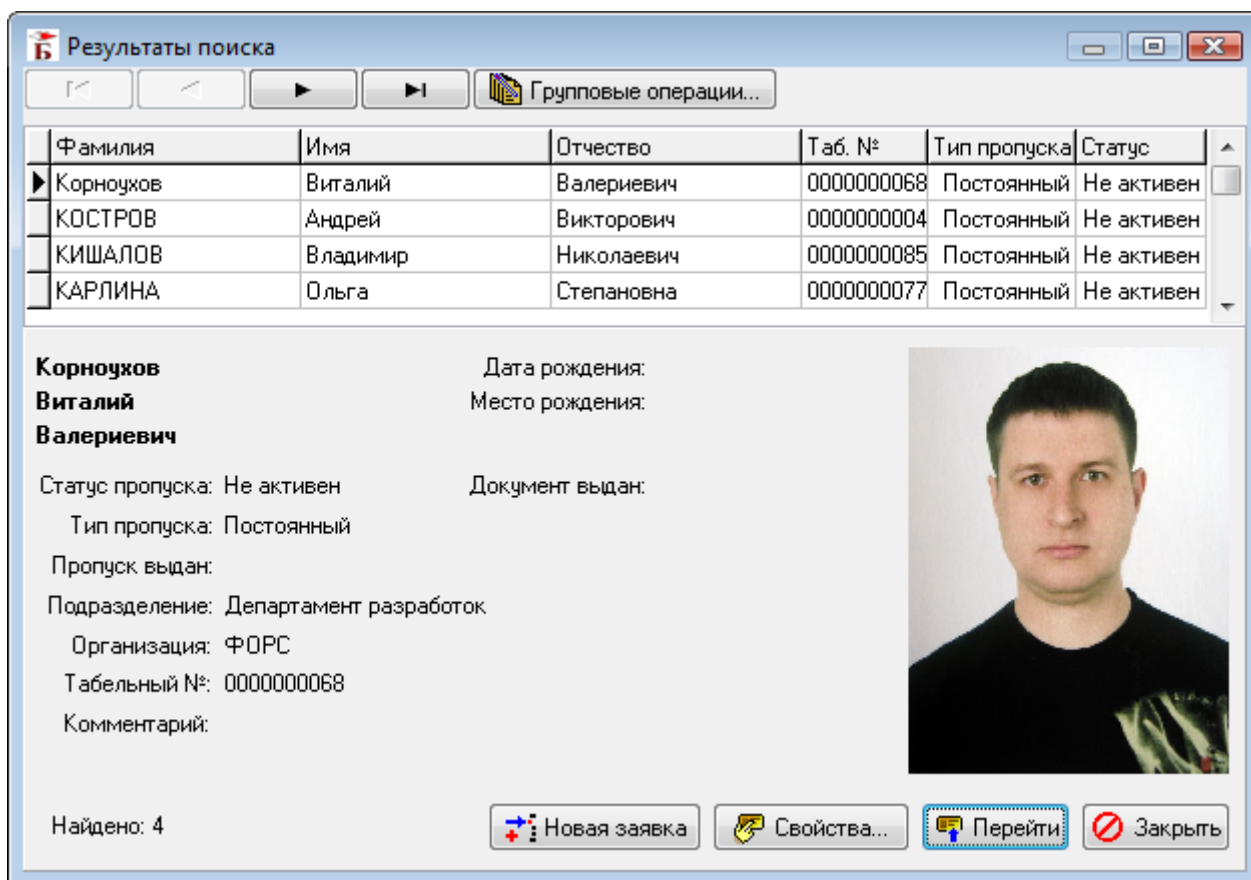 Результаты поиска
Групповые операции...
Фамилия Имя Отчество Таб. № Тип пропуска Статус
Корноухов Виталий Валериевич 0000000068 Постоянный Не активен
КОСТРОВ Андрей Викторович 0000000004 Постоянный Не активен
КИШАЛОВ Владимир Николаевич 0000000085 Постоянный Не активен
КАРЛИНА Ольга Степановна 0000000077 Постоянный Не активен
Корноухов Дата рождения:
Виталий Место рождения:
Валериевич
Статус пропуска: Не активен Документ выдан:
Тип пропуска: Постоянный
Пропуск выдан:
Подразделение: Департамент разработок
Организация: ФОРС
Табельный №: 0000000068
Комментарий:
Найдено: 4 Новая заявка Свойства... Перейти Закрыть